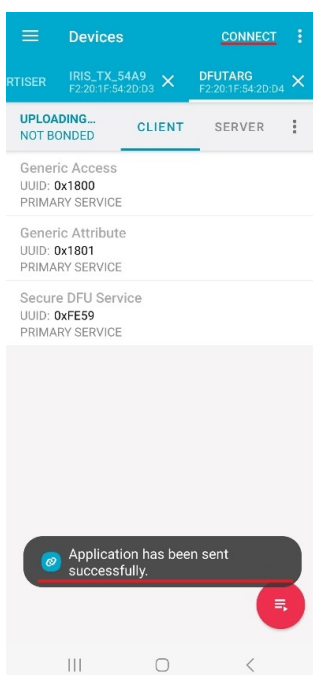 Devices
CONNECT
RTISER
IRIS_TX_54A9
F2:20:1F:54:2D:D3
DFUTARG
F2:20:1F:54:2D:D4
UPLOADING...
NOT BONDED
CLIENT
SERVER
Generic Access
UUID: 0x1800
PRIMARY SERVICE
Generic Attribute
UUID: 0x1801
PRIMARY SERVICE
Secure DFU Service
UUID: 0xFE59
PRIMARY SERVICE
Application has been sent
successfully.